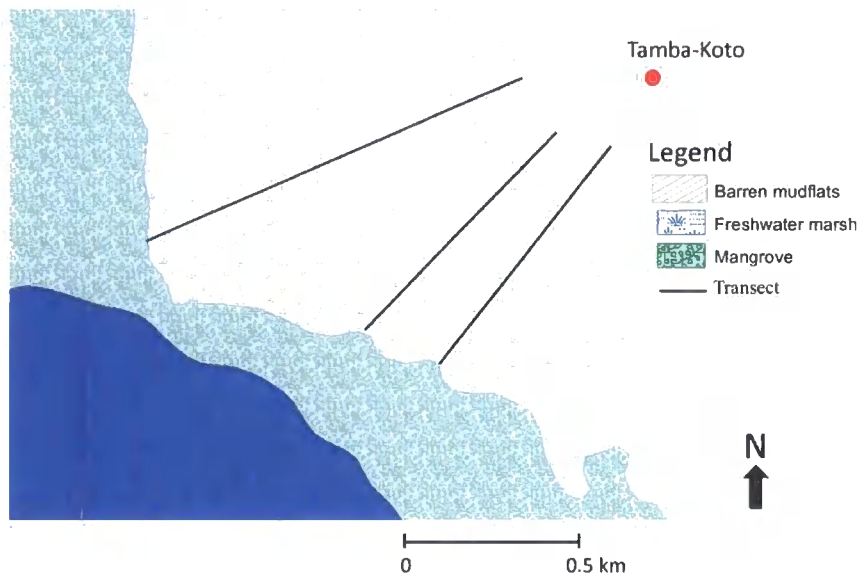 Tamba-Koto
Legend
Barren mudflats
Freshwater marsh
Mangrove
Transect
N
0 0.5 km